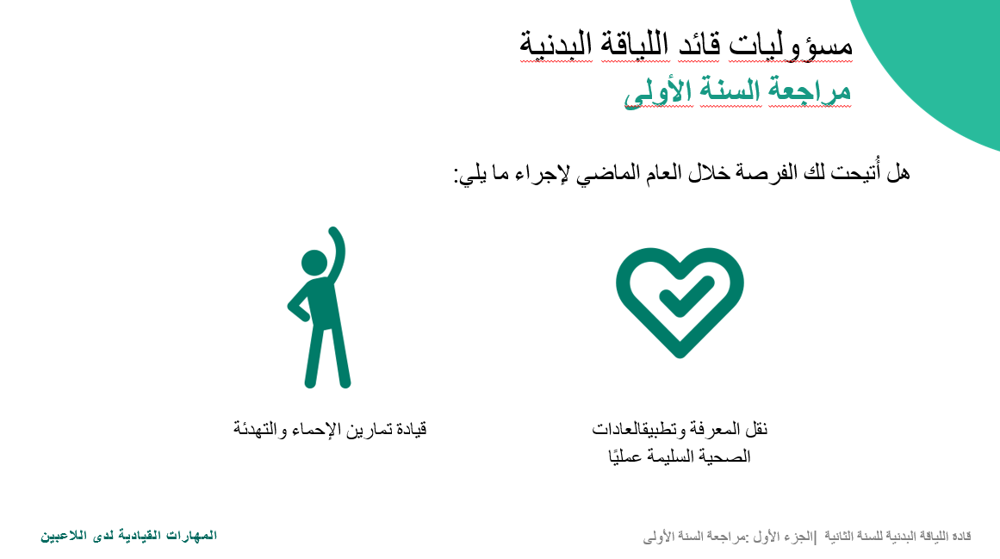 مسؤوليات قائد اللياقة البدنية
مراجعة السنة الأولى
هل أُتيحت لك الفرصة خلال العام الماضي لإجراء ما يلي:
نقل المعرفة وتطبيقالعادات
الصحية السليمة عمليًا
قيادة تمارين الإحماء والتهدئة
قادة اللياقة البدنية للسنة الثانية |الجزء الأول :مراجعة السنة الأولى
المهارات القيادية لدى اللاعبين